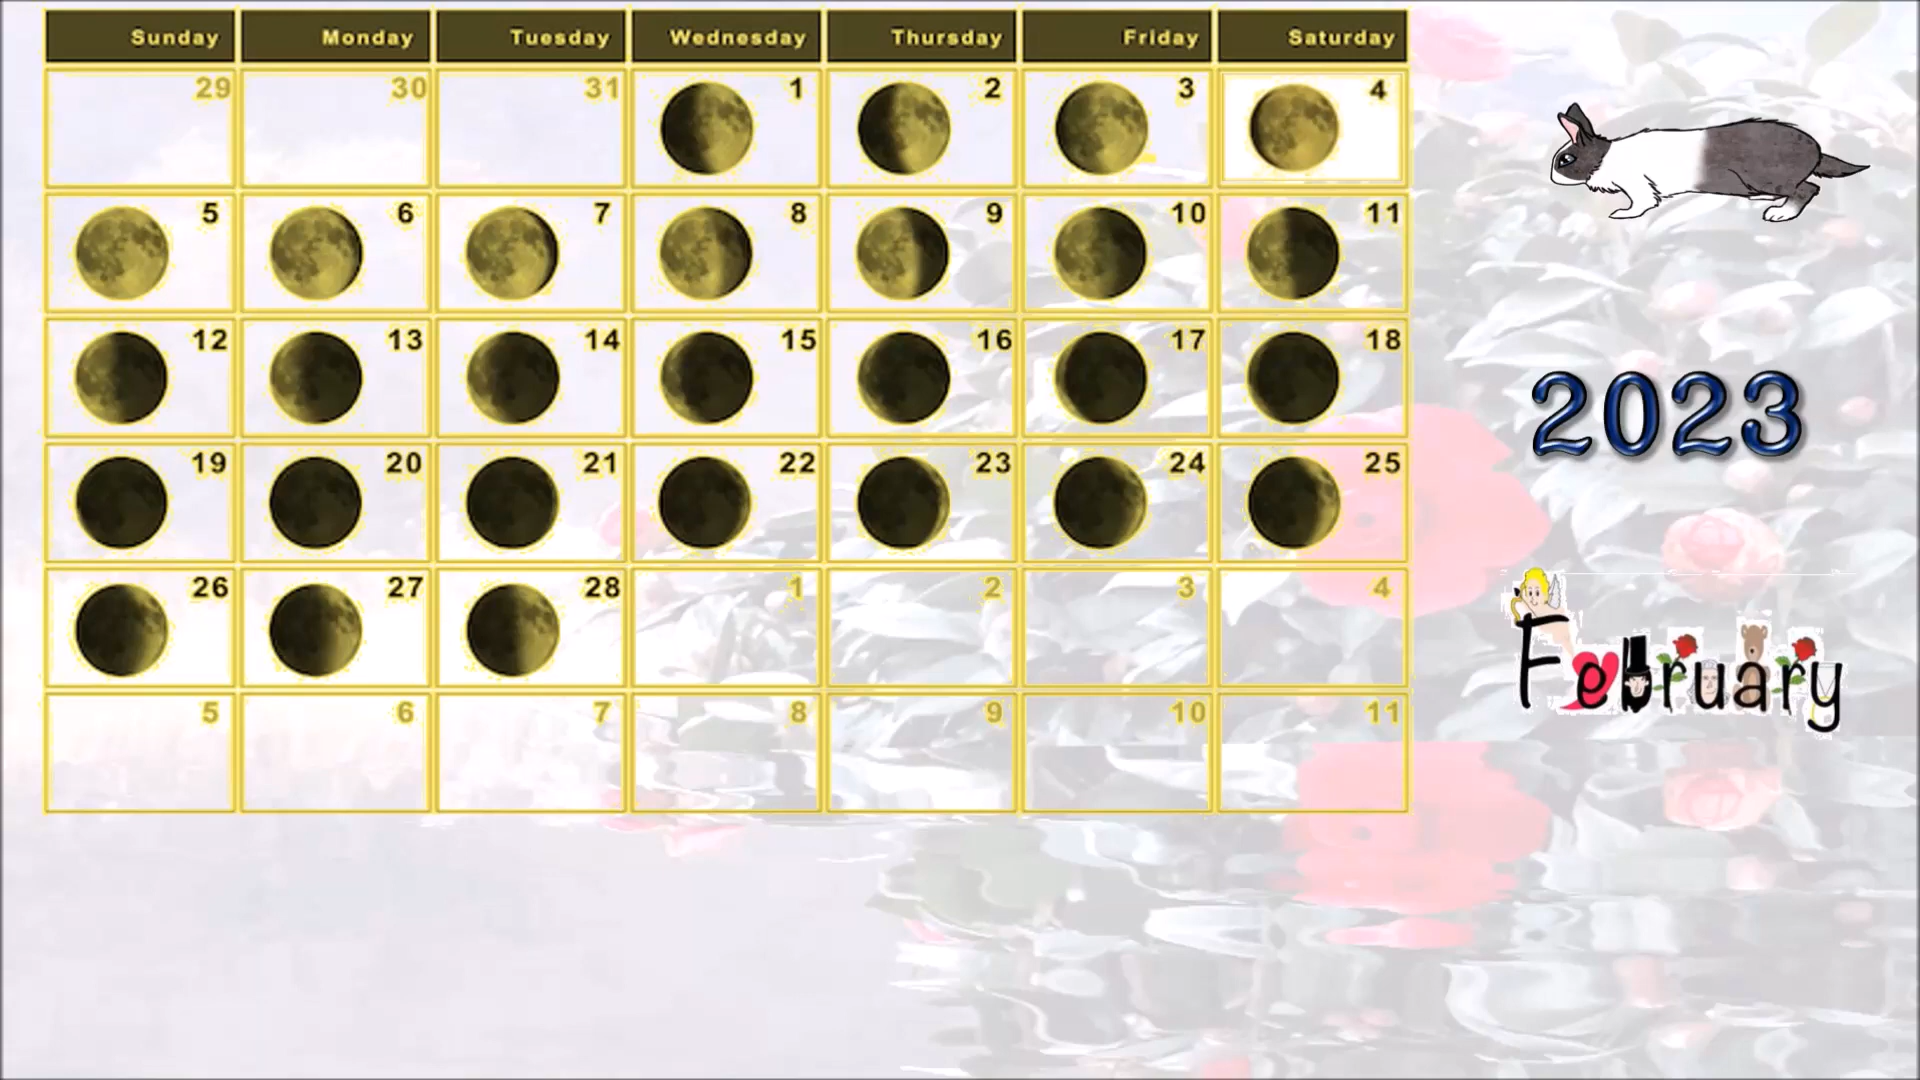 Sunday Monday Tuesday Wednesday Thursday Friday Saturday
29 30 31 1 2 3 4
5 6 7 8 9 10 11
12 13 14 15 16 17 18
19 20 21 22 23 24 25
26 27 28 1 2 3 4
5 6 7 8 9 10 11
2023
February